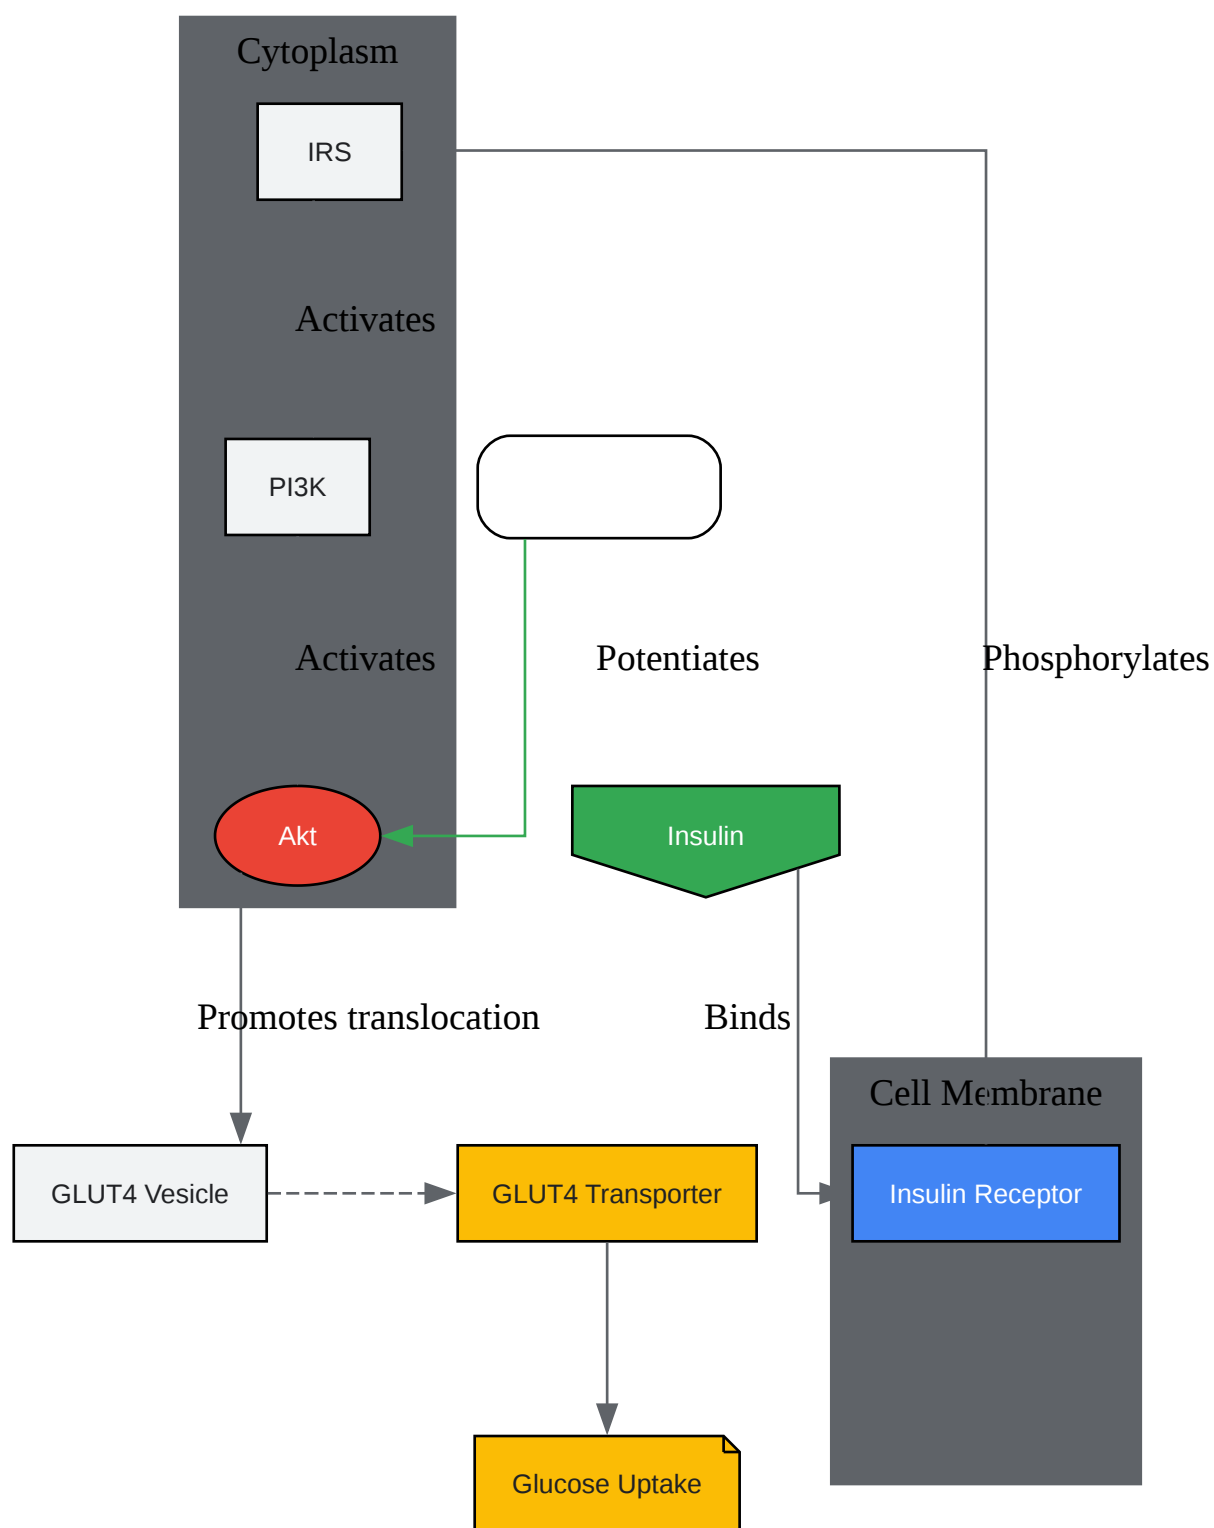 Cytoplasm
IRS
Activates
PI3K
Activates
Potentiates
Phosphorylates
Akt
Insulin
Promotes translocation
Binds
Cell Membrane
GLUT4 Vesicle
GLUT4 Transporter
Insulin Receptor
Glucose Uptake